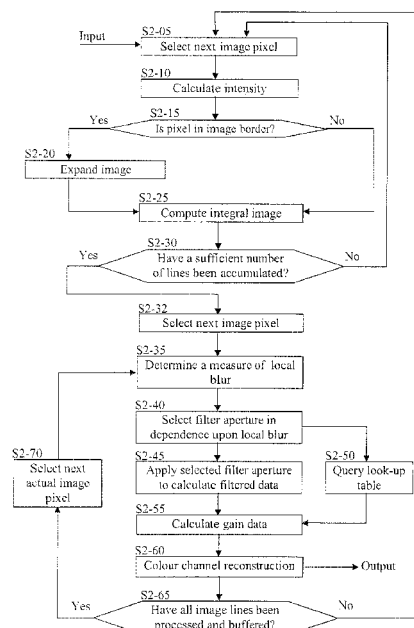 S2-05
Input
Select next image pixel
S2-10
Calculate intensity
S2-15
Yes
Is pixel in image border?
No
S2-20
Expand image
S2-25
Compute integral image
S2-30
Yes
Have a sufficient number
of lines been accumulated?
No
S2-32
Select next image pixel
S2-35
Determine a measure of local
blur
S2-40
Select filter aperture in
dependence upon local blur
S2-70
Select next
actual image
pixel
S2-45
Apply selected filter aperture
to calculate filtered data
S2-50
Query look-up
table
S2-55
Calculate gain data
S2-60
Colour channel reconstruction
Output
S2-65
Yes
Have all image lines been
processed and buffered?
No